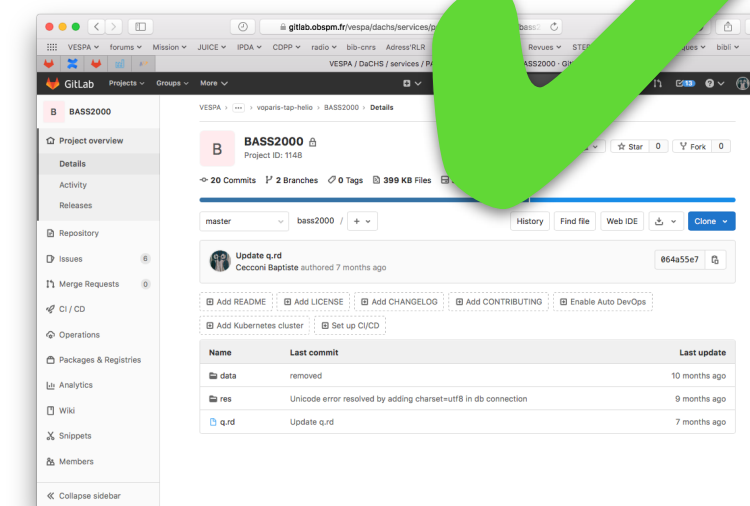 gitlab.obspm.fr/vespa/dachs/services/p
VESPA forums Mission JUICE IPDA CDPP radio bib-cnrs Adress'RLR Revues bibli
VESPA / DaCHS / services /
GitLab Projects Groups More 13
B BASS2000
VESPA > ... > voparis-tap-helio > BASS2000 > Details
Project overview
Details
Activity
Releases
Repository
Issues 6
Merge Requests 0
CI / CD
Operations
Packages & Registries
Analytics
Wiki
Snippets
Members
Collapse sidebar
B BASS2000
Project ID: 1148
Star 0 Fork 0
20 Commits 2 Branches 0 Tags 399 KB Files
master bass2000 / + History Find file Web IDE Clone
Update q.rd
Cecconi Baptiste authored 7 months ago
064a55e7
Add README Add LICENSE Add CHANGELOG Add CONTRIBUTING Enable Auto DevOps
Add Kubernetes cluster Set up CI/CD
Name Last commit Last update
data removed 10 months ago
res Unicode error resolved by adding charset=utf8 in db connection 9 months ago
q.rd Update q.rd 7 months ago